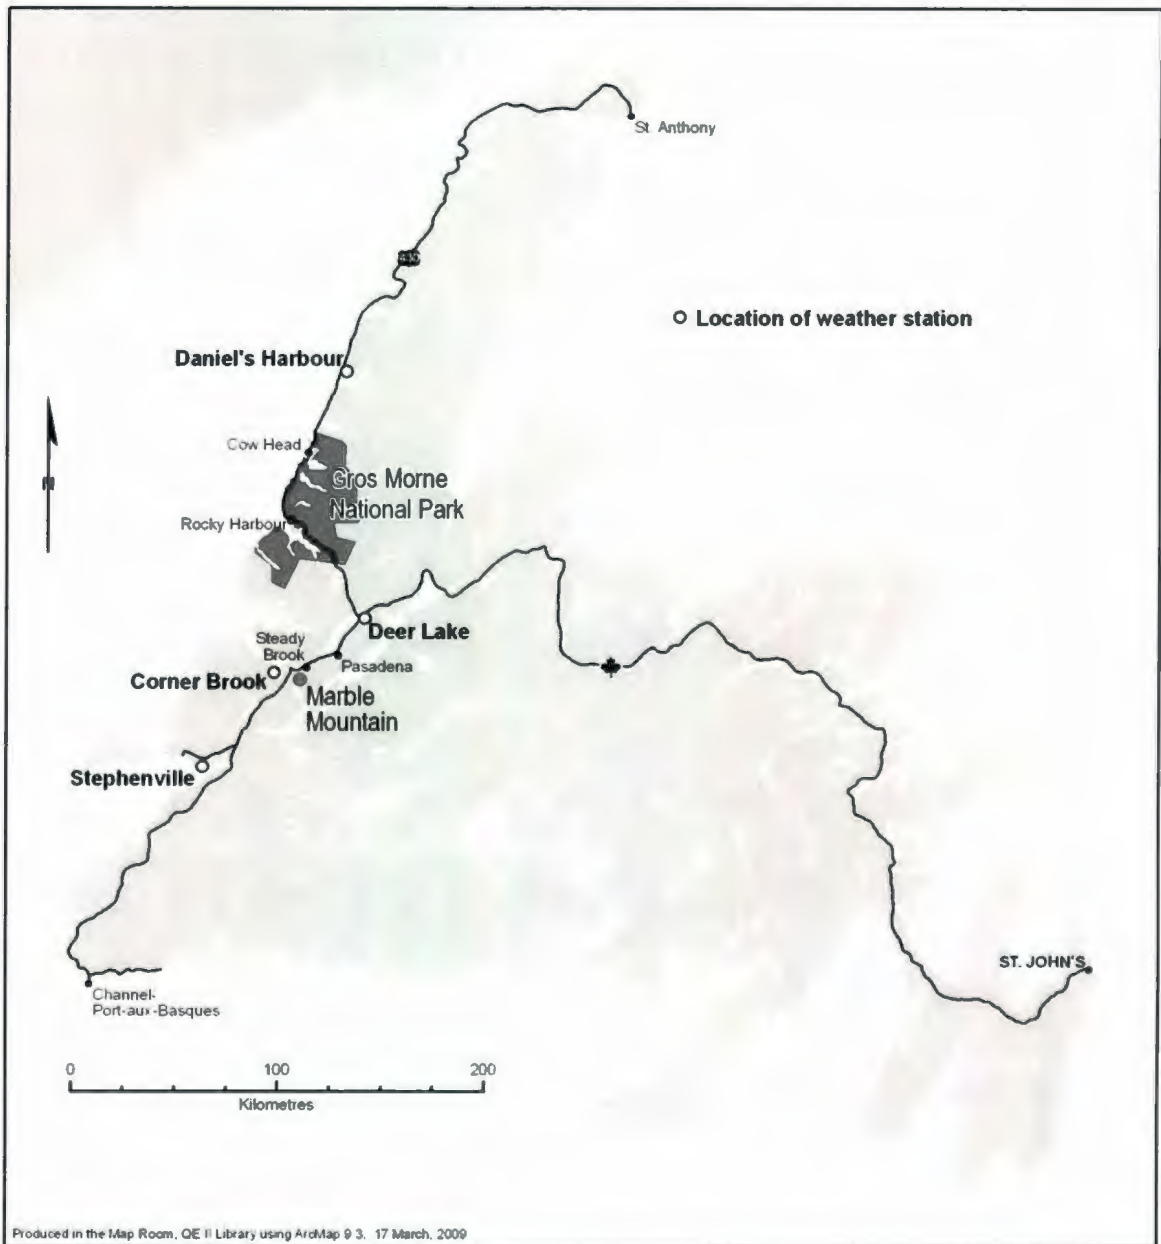 St. Anthony
Location of weather station
Daniel's Harbour
Cow Head
Gros Morne
National Park
Rocky Harbour
Deer Lake
Steady
Brook
Pasadena
Corner Brook
Marble
Mountain
Stephenville
ST. JOHN'S
Channel-
Port-aux-Basques
0 100 200
Kilometres
Produced in the Map Room, QE II Library using ArcMap 9.3. 17 March, 2009